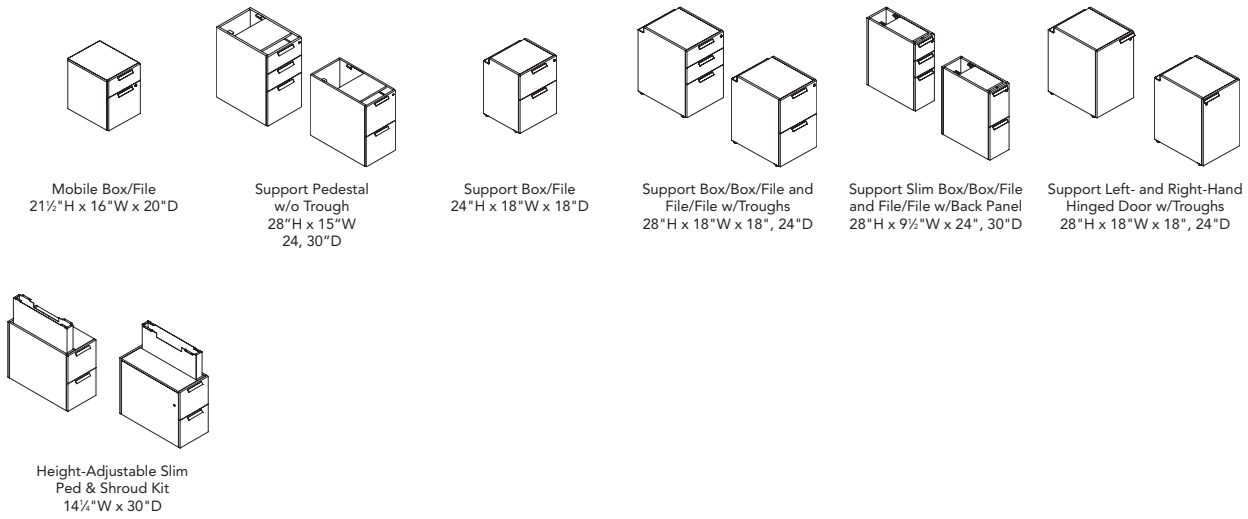 Mobile Box/File
21½"H x 16"W x 20"D
Support Pedestal
w/o Trough
28”H x 15”W
24, 30”D
Support Box/File
24"H x 18"W x 18"D
Support Box/Box/File and
File/File w/Troughs
28"H x 18"W x 18", 24"D
Support Slim Box/Box/File
and File/File w/Back Panel
28"H x 9½"W x 24", 30"D
Support Left- and Right-Hand
Hinged Door w/Troughs
28"H x 18"W x 18", 24"D
Height-Adjustable Slim
Ped & Shroud Kit
14¼"W x 30"D